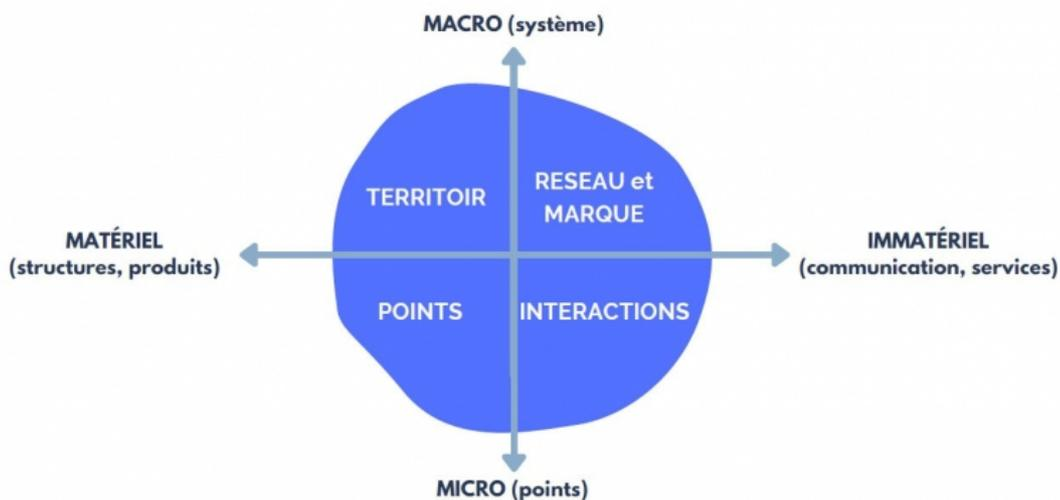 MACRO (système)
RESEAU et
TERRITOIR
MARQUE
MATÉRIEL
(structures, produits)
IMMATÉRIEL
(communication, services)
POINTS
INTERACTIONS
MICRO (points)